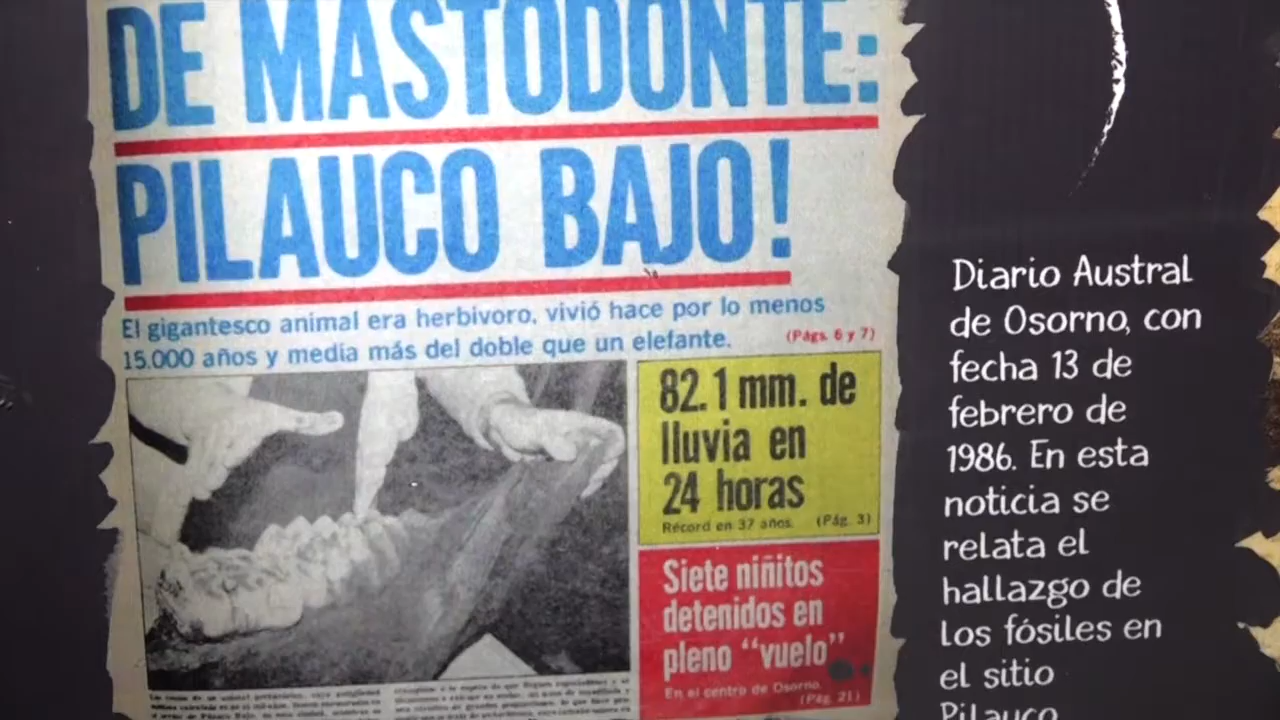 DE MASTODONTE:
PILAUCO BAJO!
El gigantesco animal era herbivoro, vivió hace por lo menos
15.000 años y media más del doble que un elefante.
(Págs. 6 y 7)
82.1 mm. de
lluvia en
24 horas
Récord en 37 años. (Pág. 3)
Siete niñitos
detenidos en
pleno “vuelo”
En el centro de Osorno.
(Pág. 21)
Diario Austral
de Osorno, con
fecha 13 de
febrero de
1986. En esta
noticia se
relata el
hallazgo de
los fósiles en
el sitio
Pilauco